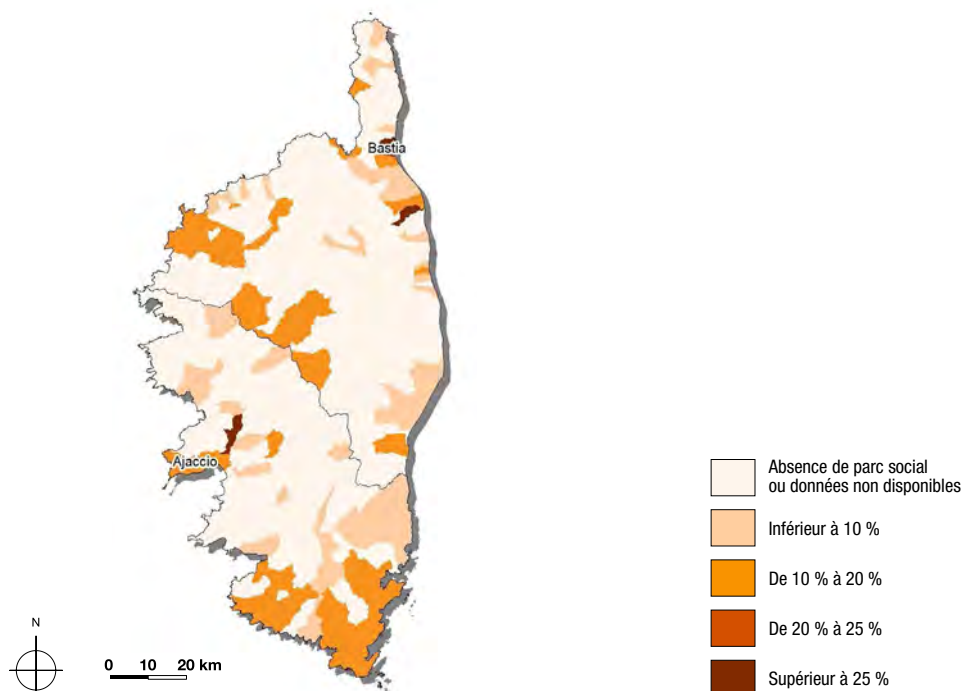 Bastia
Ajaccio
Absence de parc social
ou données non disponibles
Inférieur à 10 %
De 10 % à 20 %
De 20 % à 25 %
Supérieur à 25 %
N
0 10 20 km